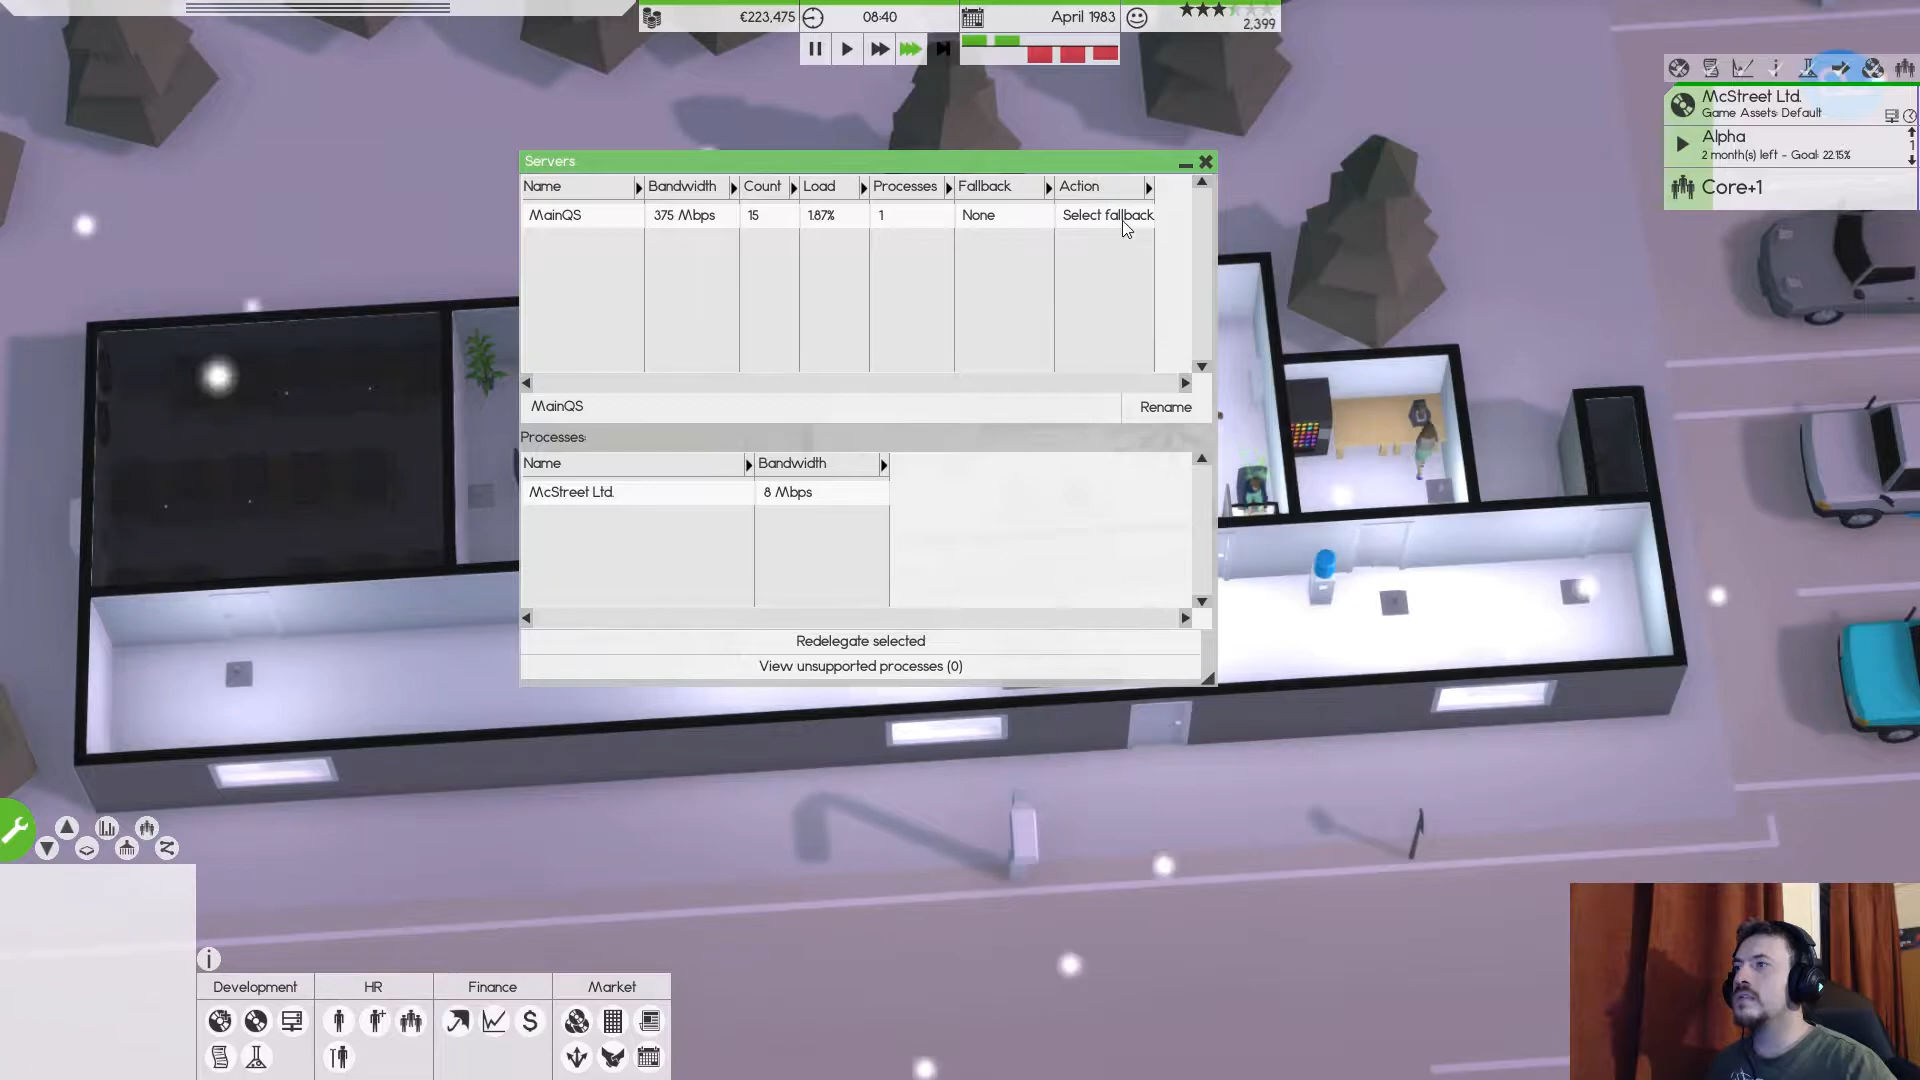 €223,475
08:40
April 1983
2,399
McStreet Ltd.
Game Assets: Default
Alpha
2 month(s) left - Goal: 22.15%
1
Core+1
Servers
Name Bandwidth Count Load Processes Fallback Action
MainQS 375 Mbps 15 1.87% 1 None Select fallback
MainQS Rename
Processes:
Name Bandwidth
McStreet Ltd. 8 Mbps
Redelegate selected
View unsupported processes (0)
Development HR Finance Market